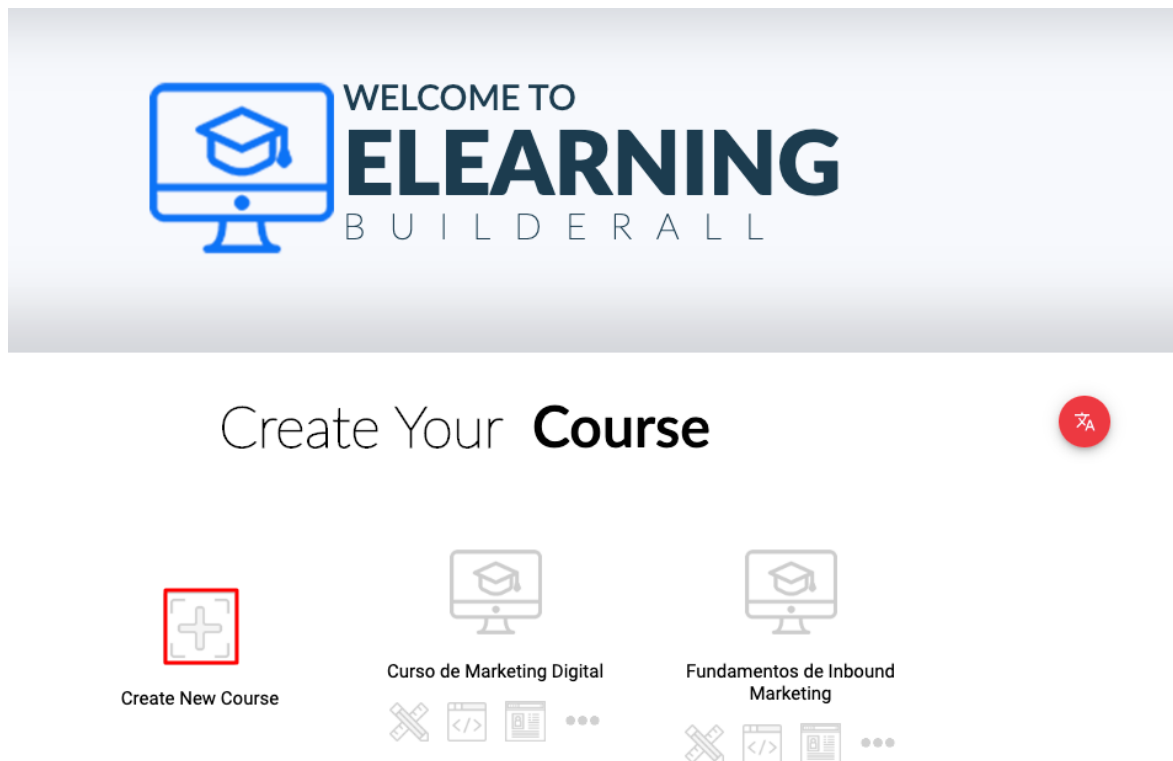 WELCOME TO
ELEARNING
BUILDERALL
Create Your Course
Create New Course
Curso de Marketing Digital
Fundamentos de Inbound
Marketing